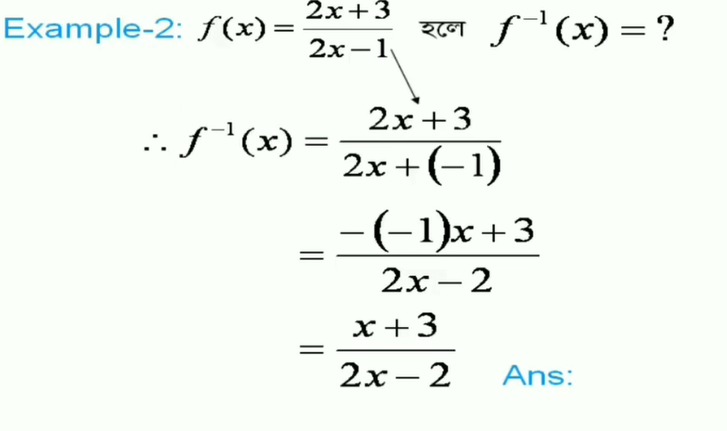 Example-2: f(x) = (2x+3)/(2x−1) হলে f⁻¹(x) = ?
∴ f⁻¹(x) = (2x+3)/(2x+(−1))
= (−(−1)x+3)/(2x−2)
= (x+3)/(2x−2) Ans: